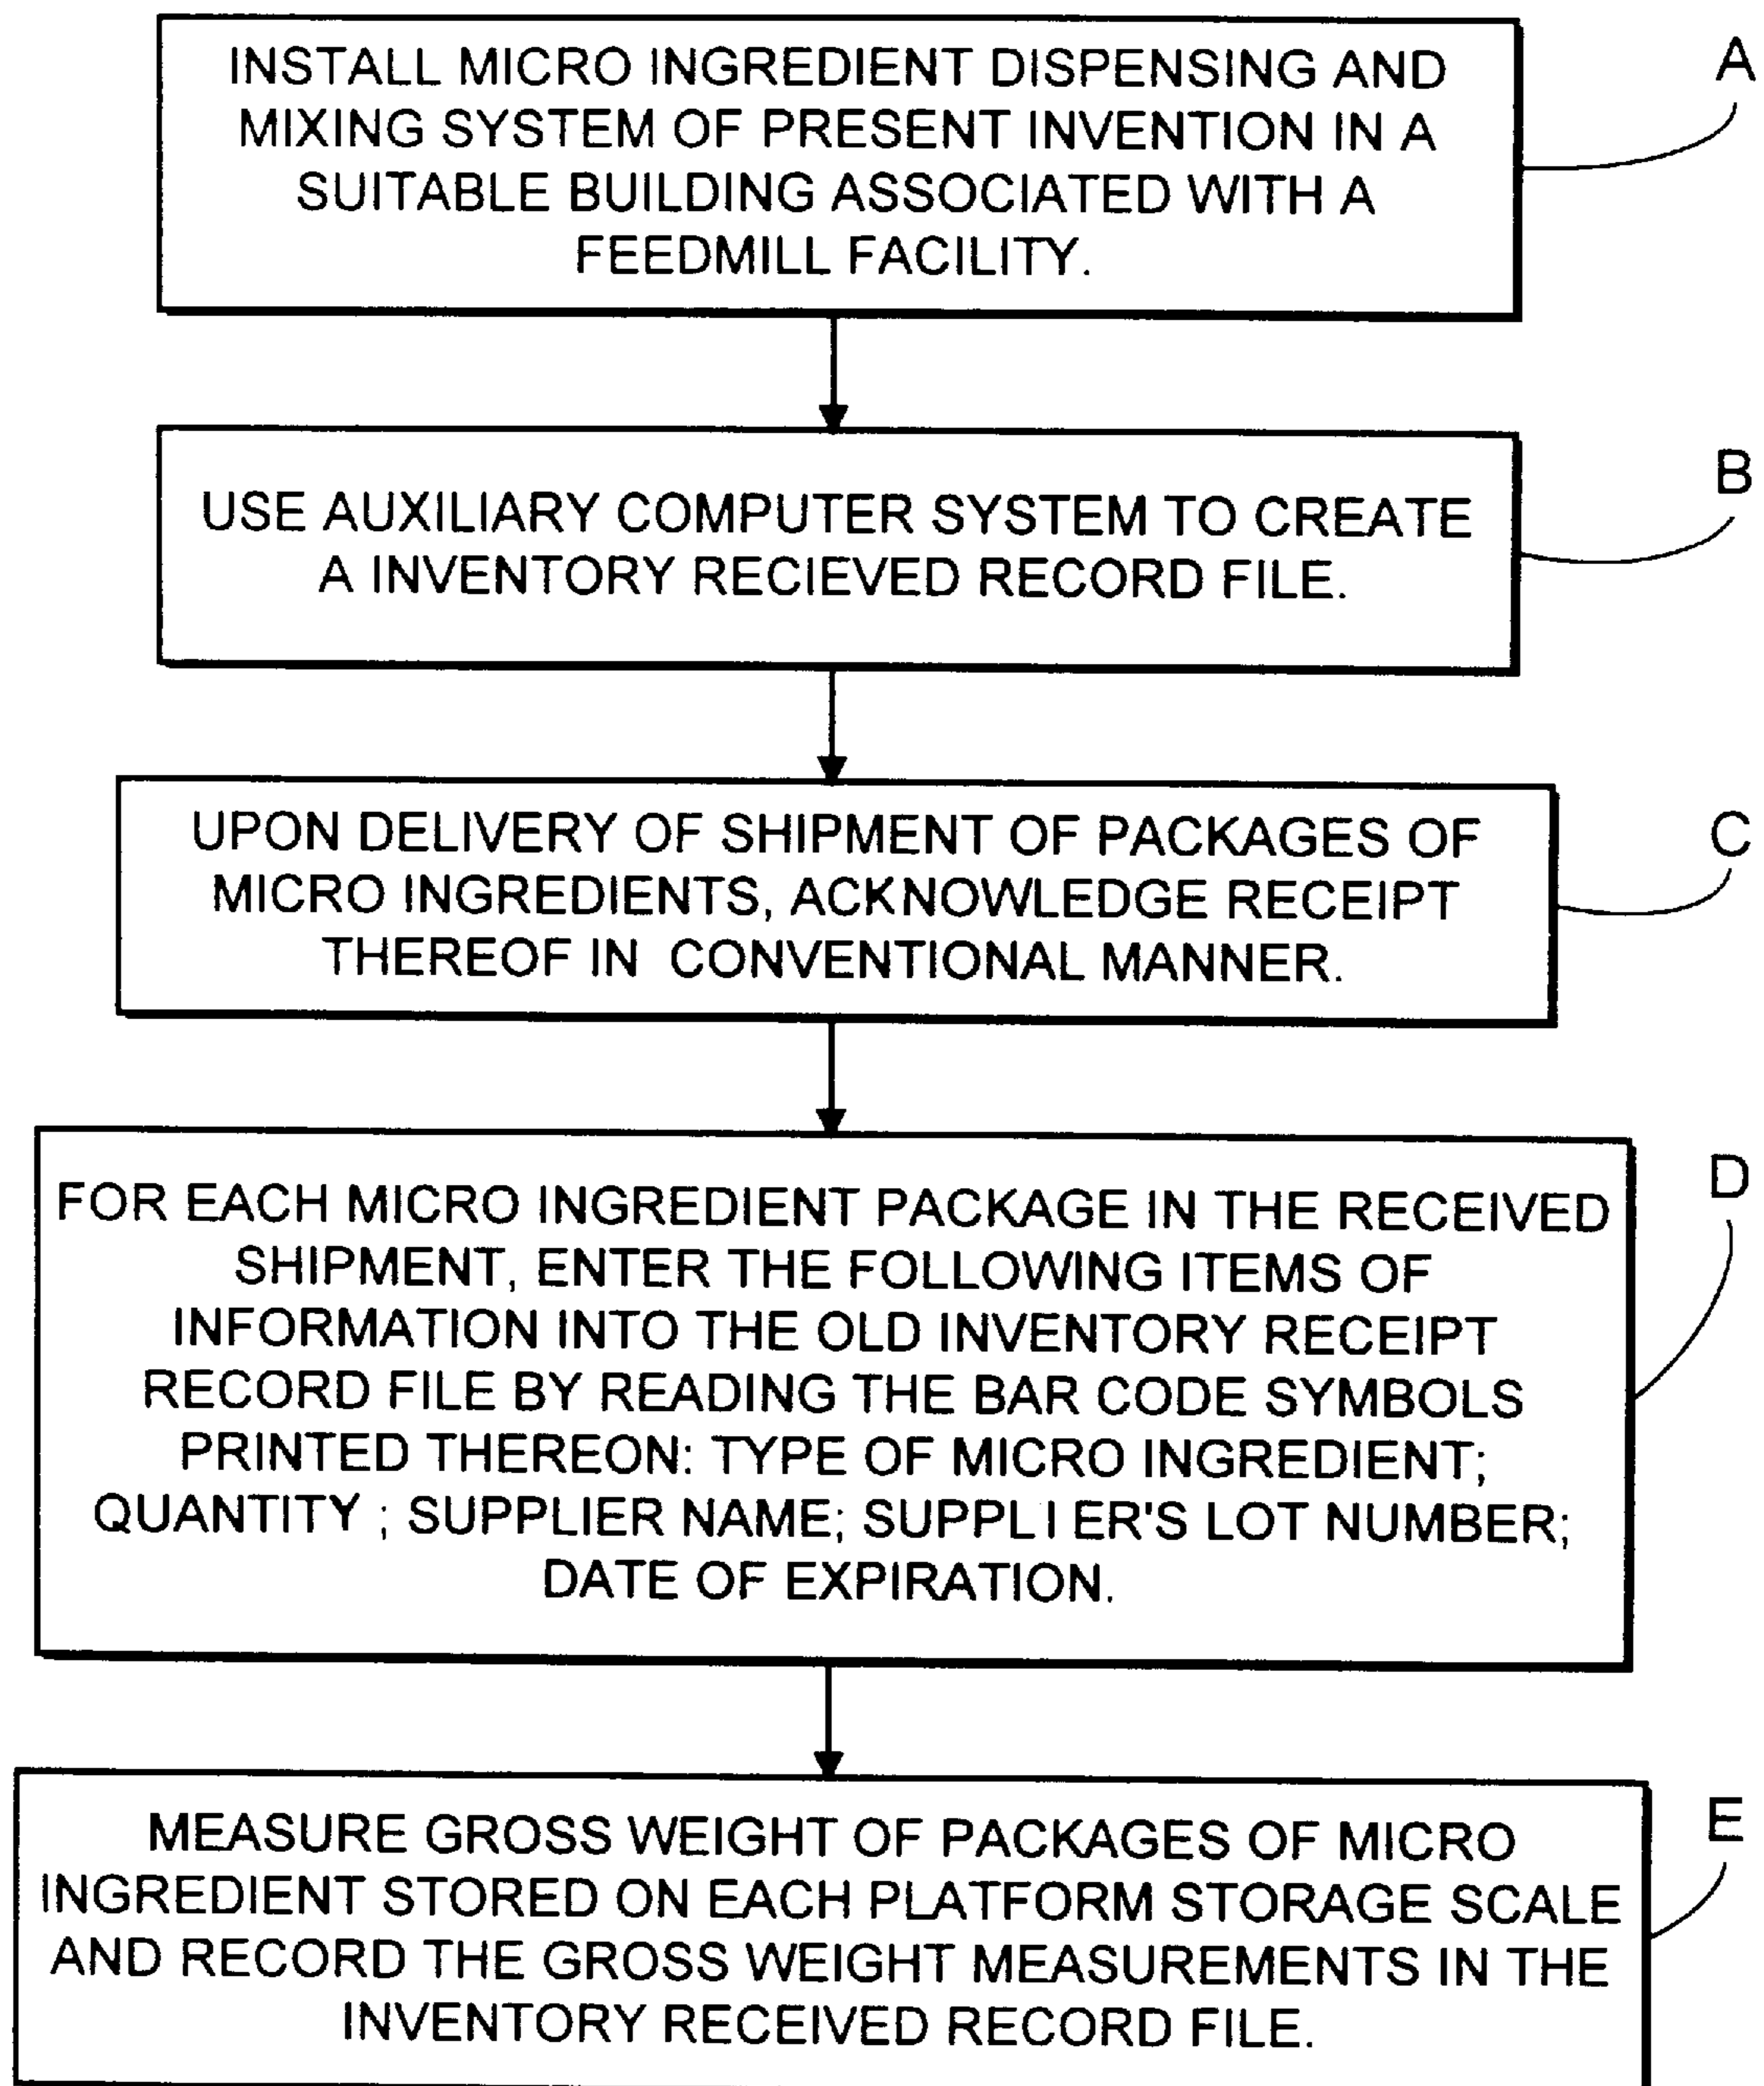 INSTALL MICRO INGREDIENT DISPENSING AND
MIXING SYSTEM OF PRESENT INVENTION IN A
SUITABLE BUILDING ASSOCIATED WITH A
FEEDMILL FACILITY.
A
USE AUXILIARY COMPUTER SYSTEM TO CREATE
A INVENTORY RECIEVED RECORD FILE.
B
UPON DELIVERY OF SHIPMENT OF PACKAGES OF
MICRO INGREDIENTS, ACKNOWLEDGE RECEIPT
THEREOF IN CONVENTIONAL MANNER.
C
FOR EACH MICRO INGREDIENT PACKAGE IN THE RECEIVED
SHIPMENT, ENTER THE FOLLOWING ITEMS OF
INFORMATION INTO THE OLD INVENTORY RECEIPT
RECORD FILE BY READING THE BAR CODE SYMBOLS
PRINTED THEREON: TYPE OF MICRO INGREDIENT;
QUANTITY ; SUPPLIER NAME; SUPPLIER'S LOT NUMBER;
DATE OF EXPIRATION.
D
MEASURE GROSS WEIGHT OF PACKAGES OF MICRO
INGREDIENT STORED ON EACH PLATFORM STORAGE SCALE
AND RECORD THE GROSS WEIGHT MEASUREMENTS IN THE
INVENTORY RECEIVED RECORD FILE.
E